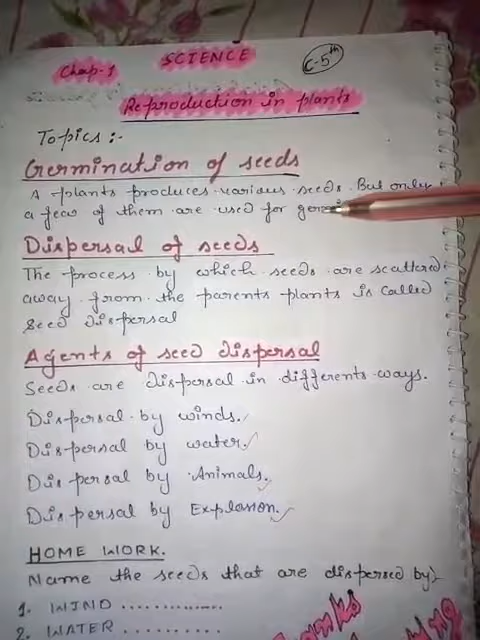 SCIENCE
C-5th
Chap-1
Reproduction in plants
Topics :-
Germination of seeds
A plants produces various seeds. But only
a few of them are used for
Dispersal of seeds
The process by which seeds are scattered
away from the parents plants is called
Seed dispersal
Agents of seed dispersal
Seeds are dispersal in differents ways.
Dispersal by winds.
Dispersal by water.
Dispersal by Animals.
Dispersal by Explosion.
HOME WORK.
Name the seeds that are dispersed by)-
1. WIND ..............
2. WATER .........